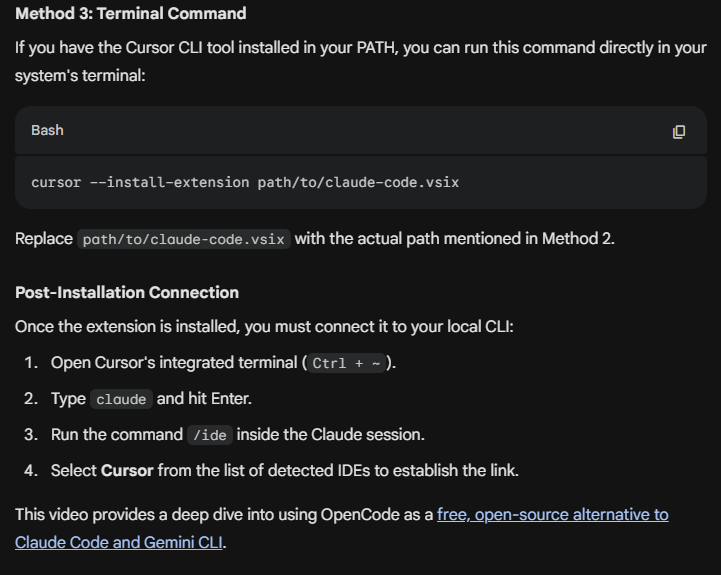 Method 3: Terminal Command
If you have the Cursor CLI tool installed in your PATH, you can run this command directly in your
system's terminal:
Bash
cursor --install-extension path/to/claude-code.vsix
Replace path/to/claude-code.vsix with the actual path mentioned in Method 2.
Post-Installation Connection
Once the extension is installed, you must connect it to your local CLI:
1. Open Cursor's integrated terminal (Ctrl + ~).
2. Type claude and hit Enter.
3. Run the command /ide inside the Claude session.
4. Select Cursor from the list of detected IDEs to establish the link.
This video provides a deep dive into using OpenCode as a free, open-source alternative to
Claude Code and Gemini CLI.